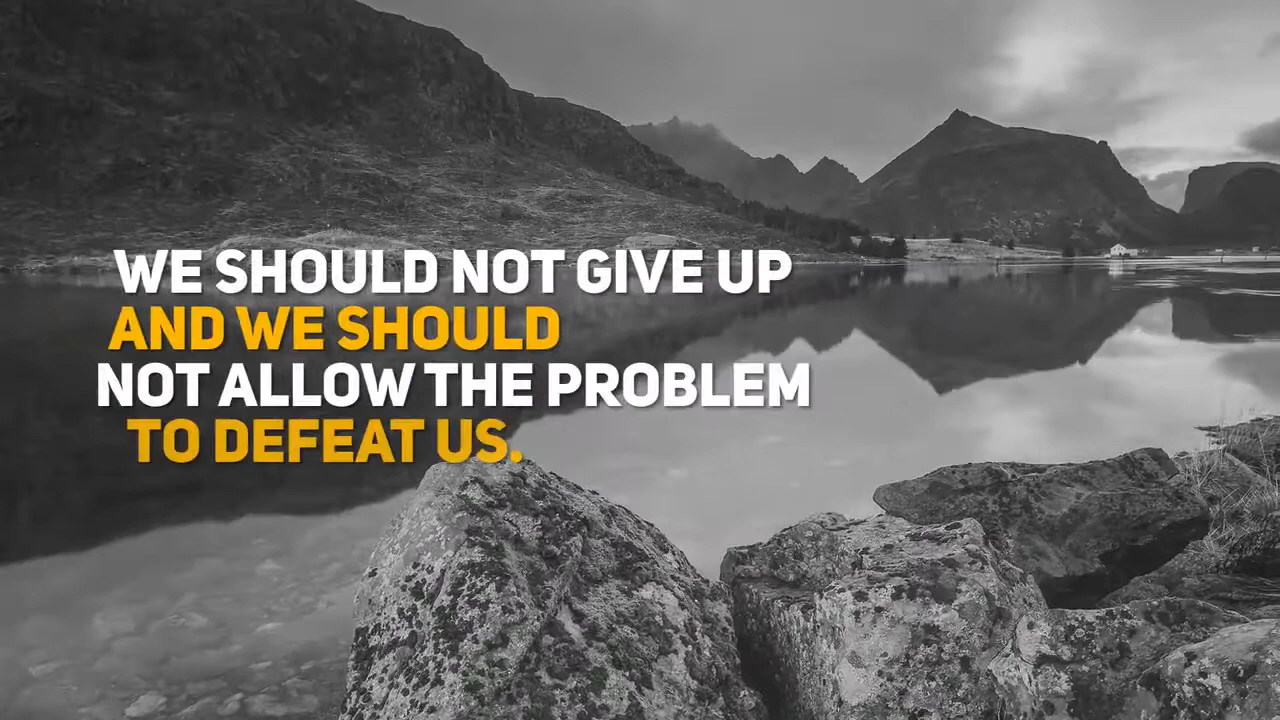 WE SHOULD NOT GIVE UP
AND WE SHOULD
NOT ALLOW THE PROBLEM
TO DEFEAT US.